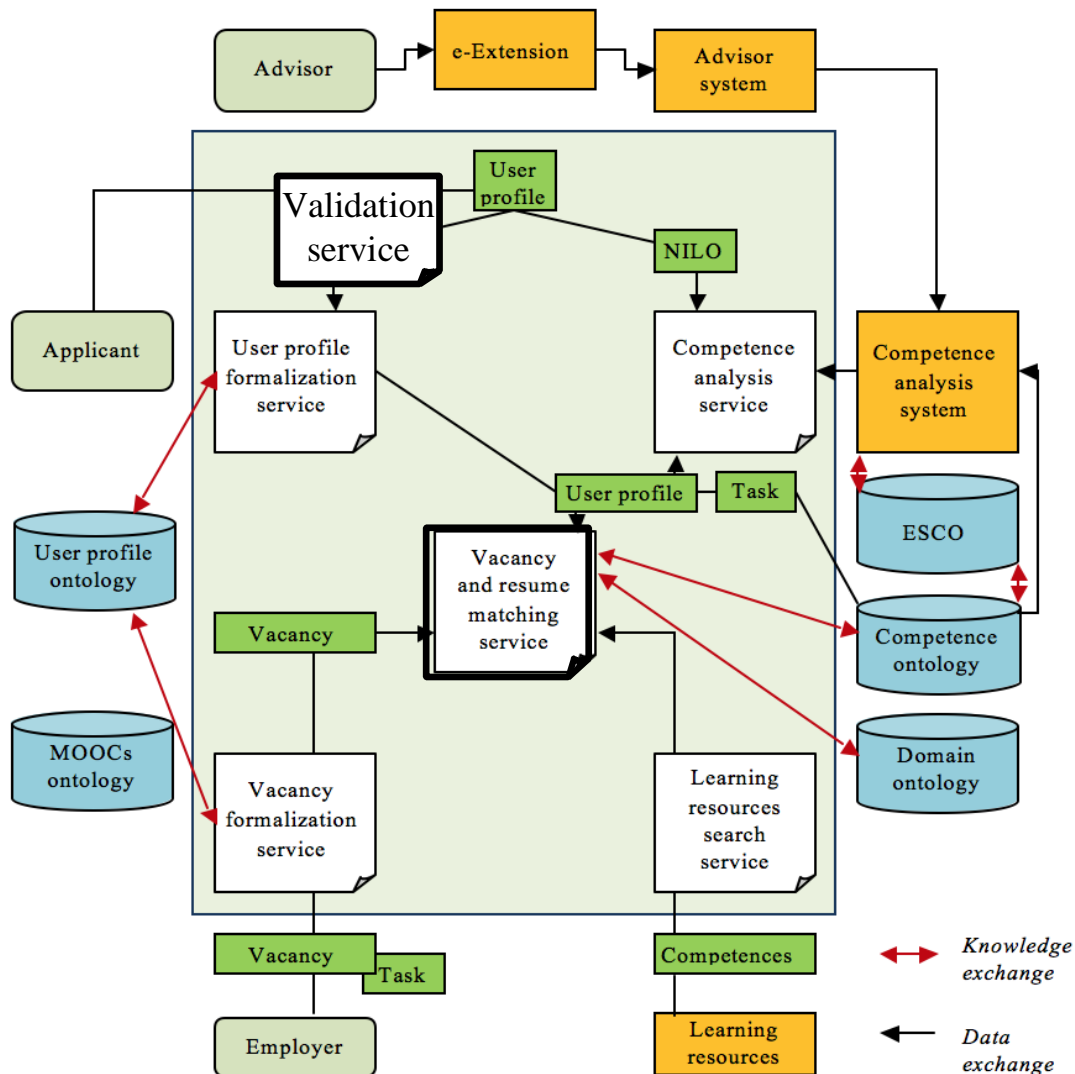 e-Extension
Advisor
Advisor
system
User
profile
Validation
service
NILO
Applicant
User profile
formalization
service
Competence
analysis
service
Competence
analysis
system
User profile
Task
ESCO
User profile
ontology
Vacancy
and resume
matching
service
Vacancy
Competence
ontology
MOOCs
ontology
Domain
ontology
Vacancy
formalization
service
Learning
resources
search
service
Vacancy
Task
Competences
Knowledge
exchange
Employer
Learning
resources
Data
exchange